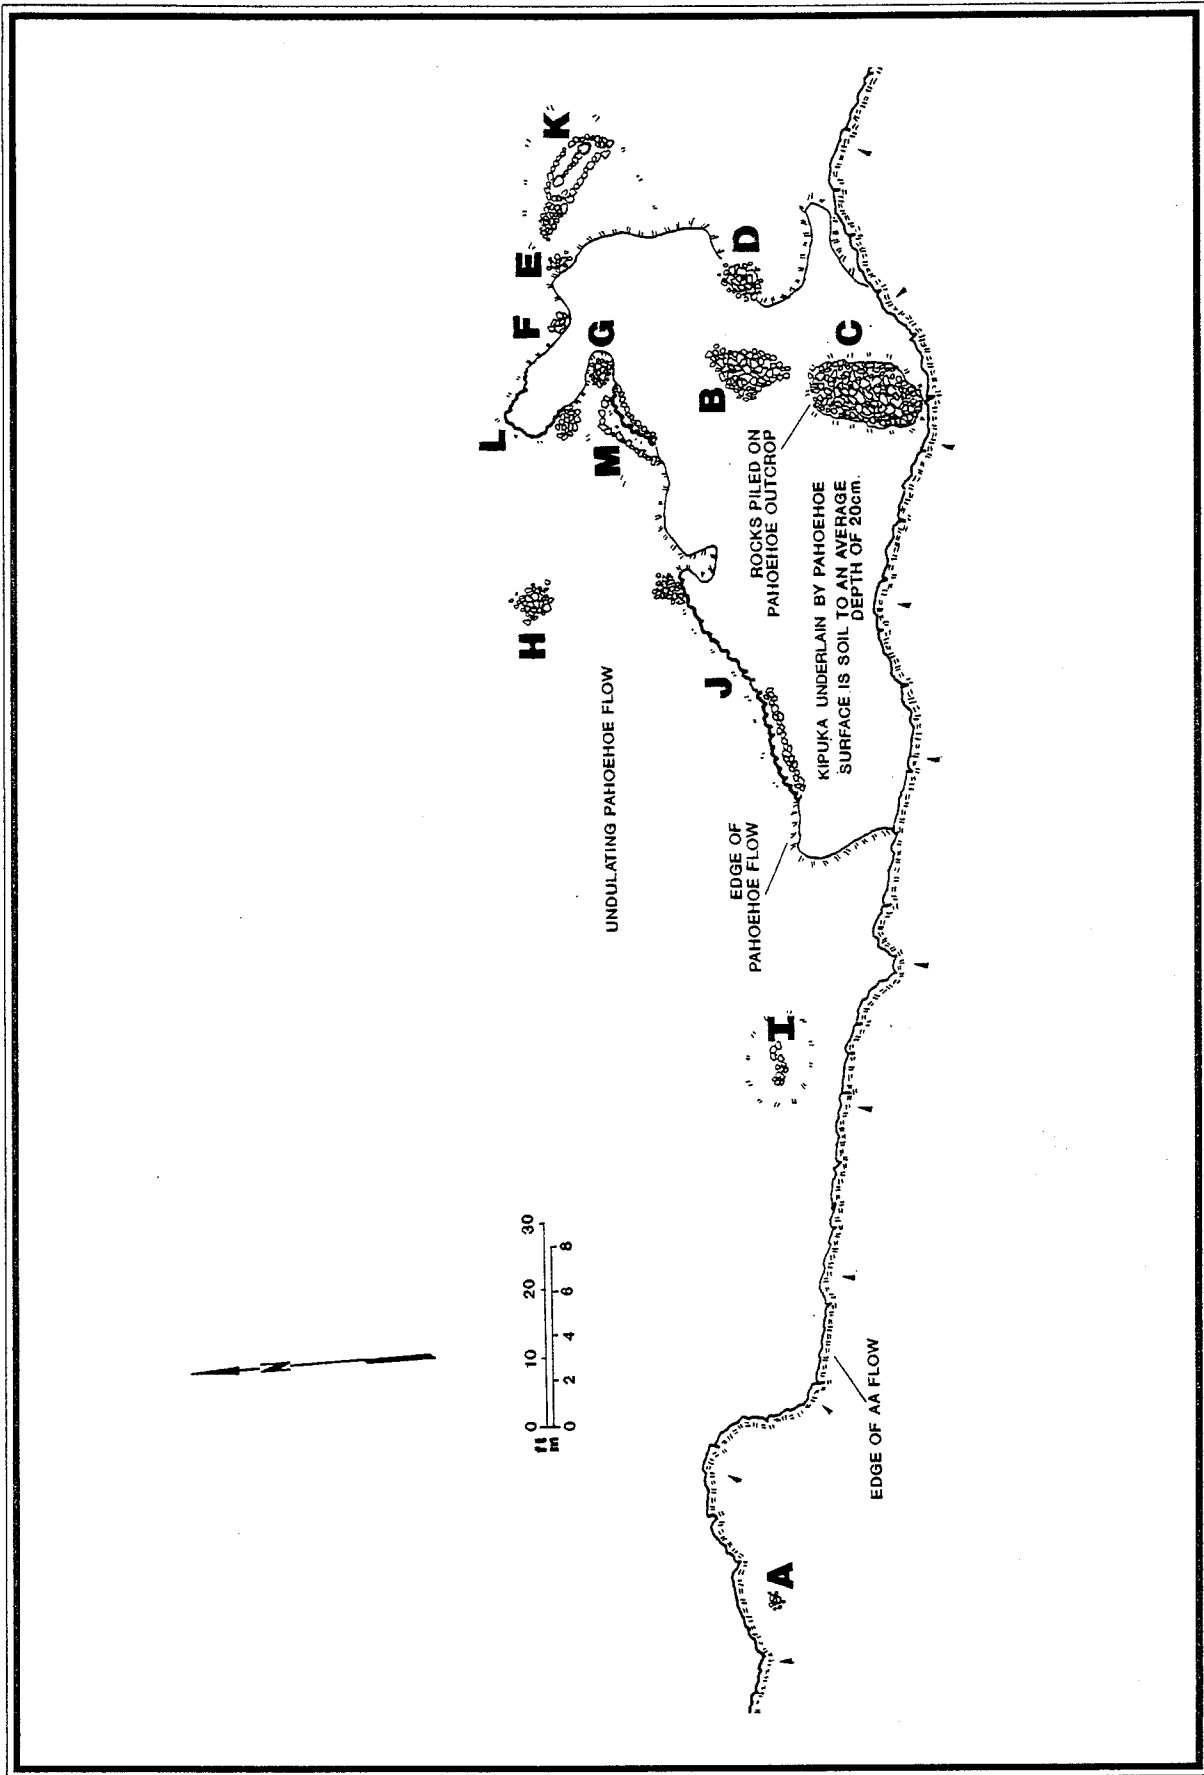 K
E
D
F
G
L
M
B
C
H
J
I
A
ROCKS PILED ON
PAHOEHOE OUTCROP
KIPUKA UNDERLAIN BY PAHOEHOE
SURFACE IS SOIL TO AN AVERAGE
DEPTH OF 20cm.
UNDULATING PAHOEHOE FLOW
EDGE OF
PAHOEHOE FLOW
EDGE OF AA FLOW
N
ft 0 10 20 30
m 0 2 4 6 8